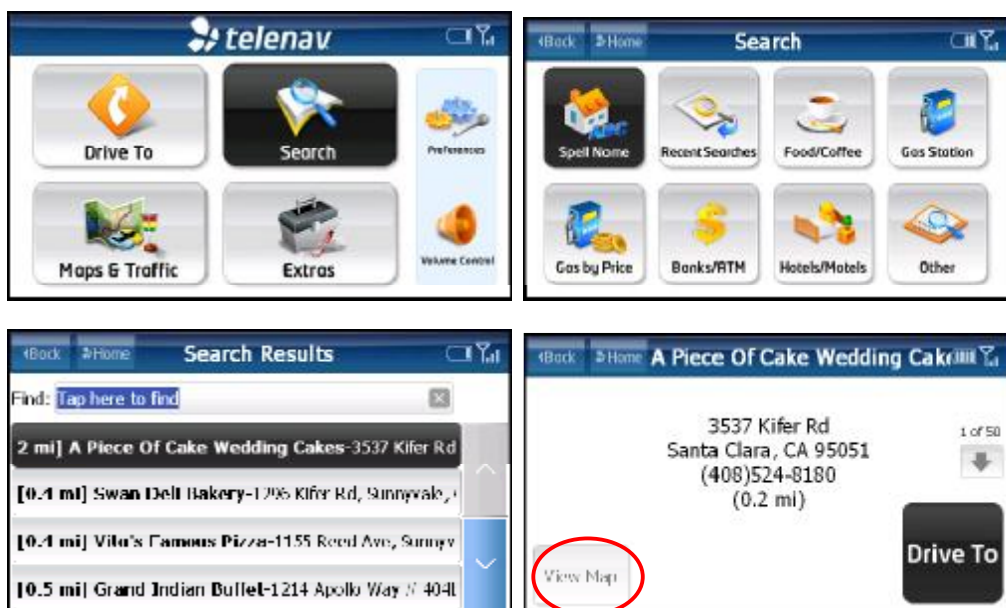 telenav
Drive To
Search
Preferences
Maps & Traffic
Extras
Volume Control
Back
Home
Search
Spell Name
Recent Searches
Food/Coffee
Gas Station
Gas by Price
Banks/ATM
Hotels/Motels
Other
Back
Home
Search Results
Find: Tap here to find
2 mi] A Piece Of Cake Wedding Cakes-3537 Kifer Rd
[0.4 mi] Swan Deli Bakery-1296 Kifer Rd, Sunnyvale,
[0.4 mi] Vito's Famous Pizza-1155 Reed Ave, Sunnyv
[0.5 mi] Grand Indian Buffet-1214 Apollo Way # 404
Back
Home
A Piece Of Cake Wedding Cak
3537 Kifer Rd
Santa Clara, CA 95051
(408)524-8180
(0.2 mi)
1 of 50
View Map
Drive To